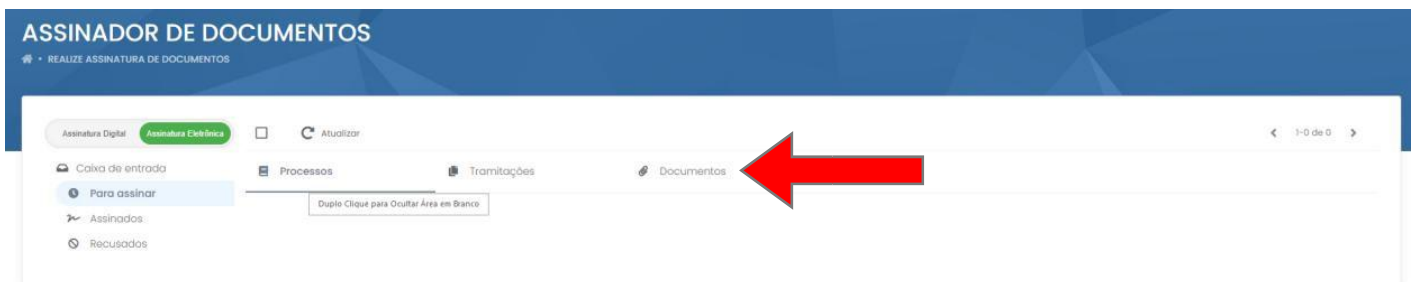 ASSINADOR DE DOCUMENTOS
• REALIZE ASSINATURA DE DOCUMENTOS
Assinatura Digital Assinatura Eletrônica Atualizar 1-0 de 0
Caixa de entrada Processos Tramitações Documentos
Para assinar
Duplo Clique para Ocultar Área em Branco
Assinados
Recusados